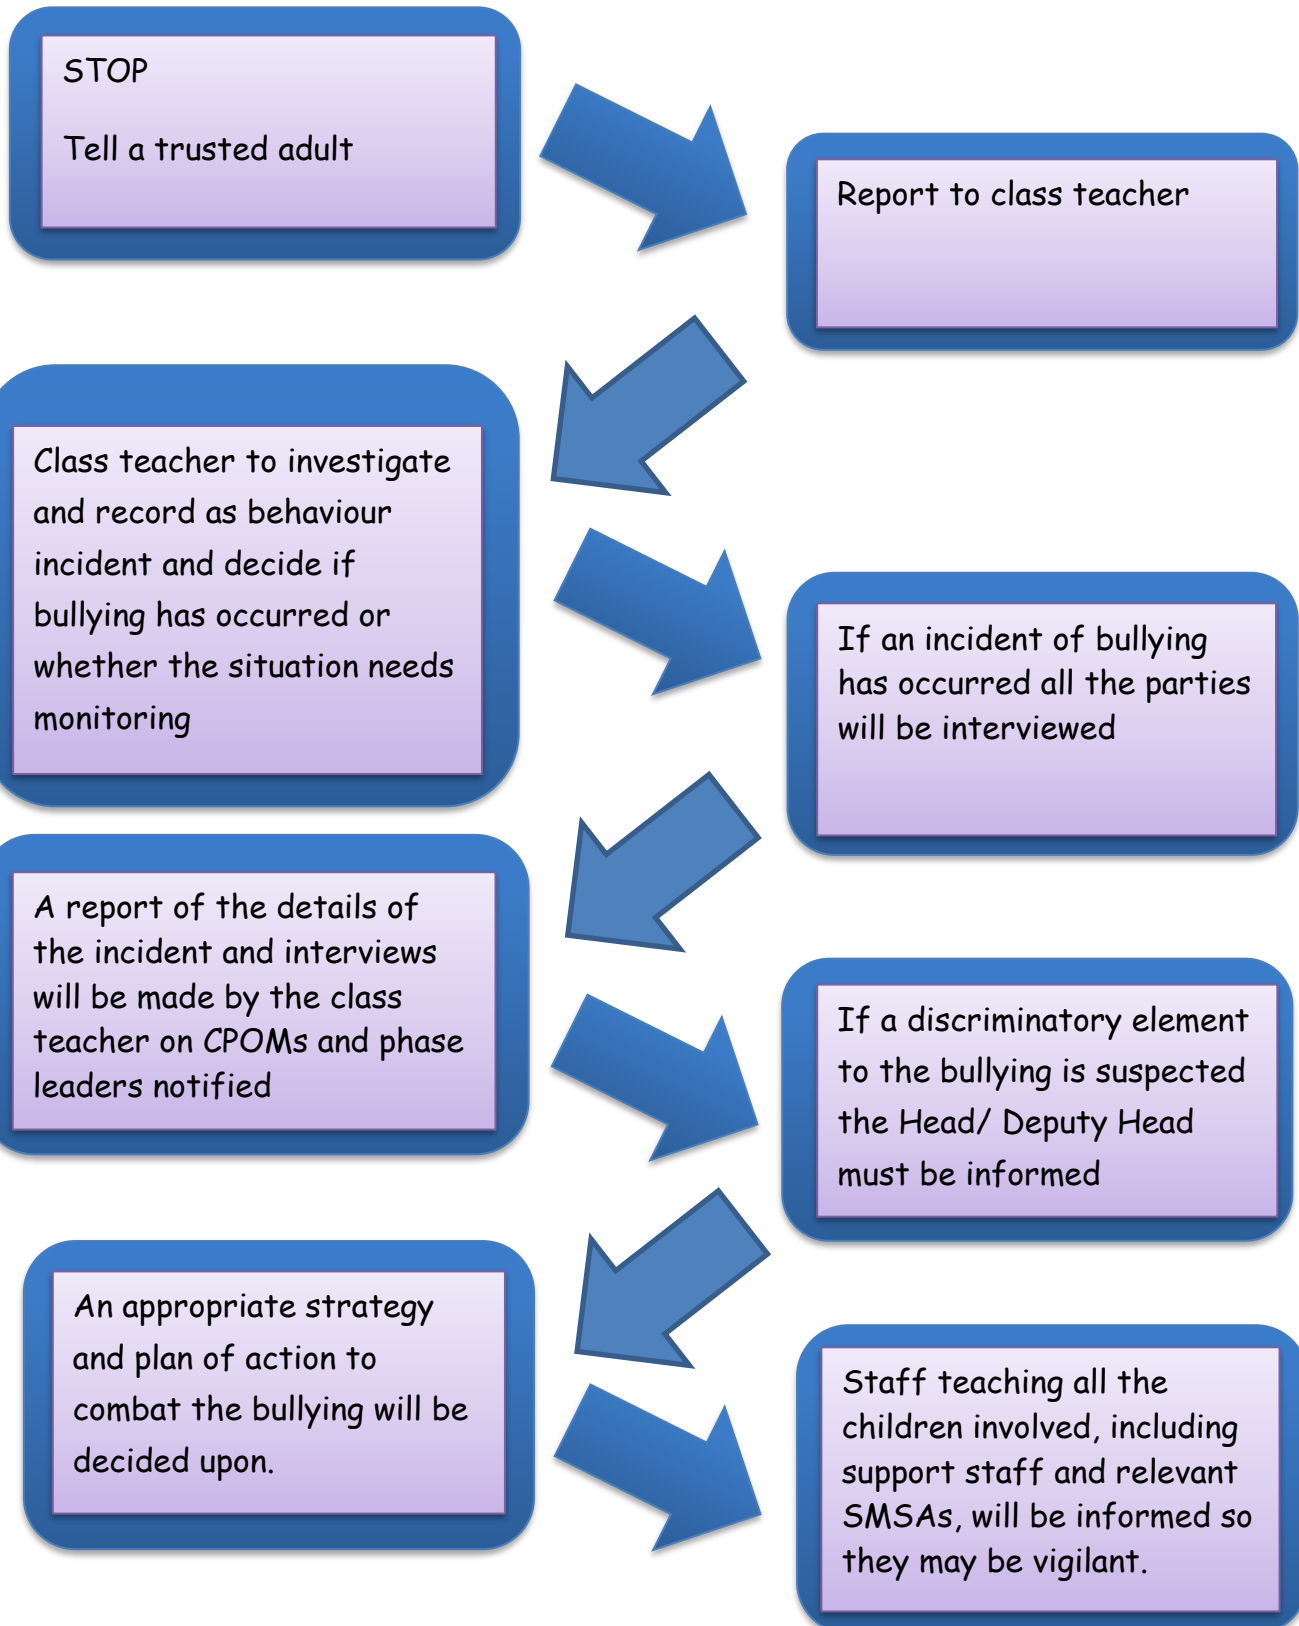 STOP
Tell a trusted adult
Report to class teacher
Class teacher to investigate
and record as behaviour
incident and decide if
bullying has occurred or
whether the situation needs
monitoring
If an incident of bullying
has occurred all the parties
will be interviewed
A report of the details of
the incident and interviews
will be made by the class
teacher on CPOMs and phase
leaders notified
If a discriminatory element
to the bullying is suspected
the Head/ Deputy Head
must be informed
An appropriate strategy
and plan of action to
combat the bullying will be
decided upon.
Staff teaching all the
children involved, including
support staff and relevant
SMSAs, will be informed so
they may be vigilant.